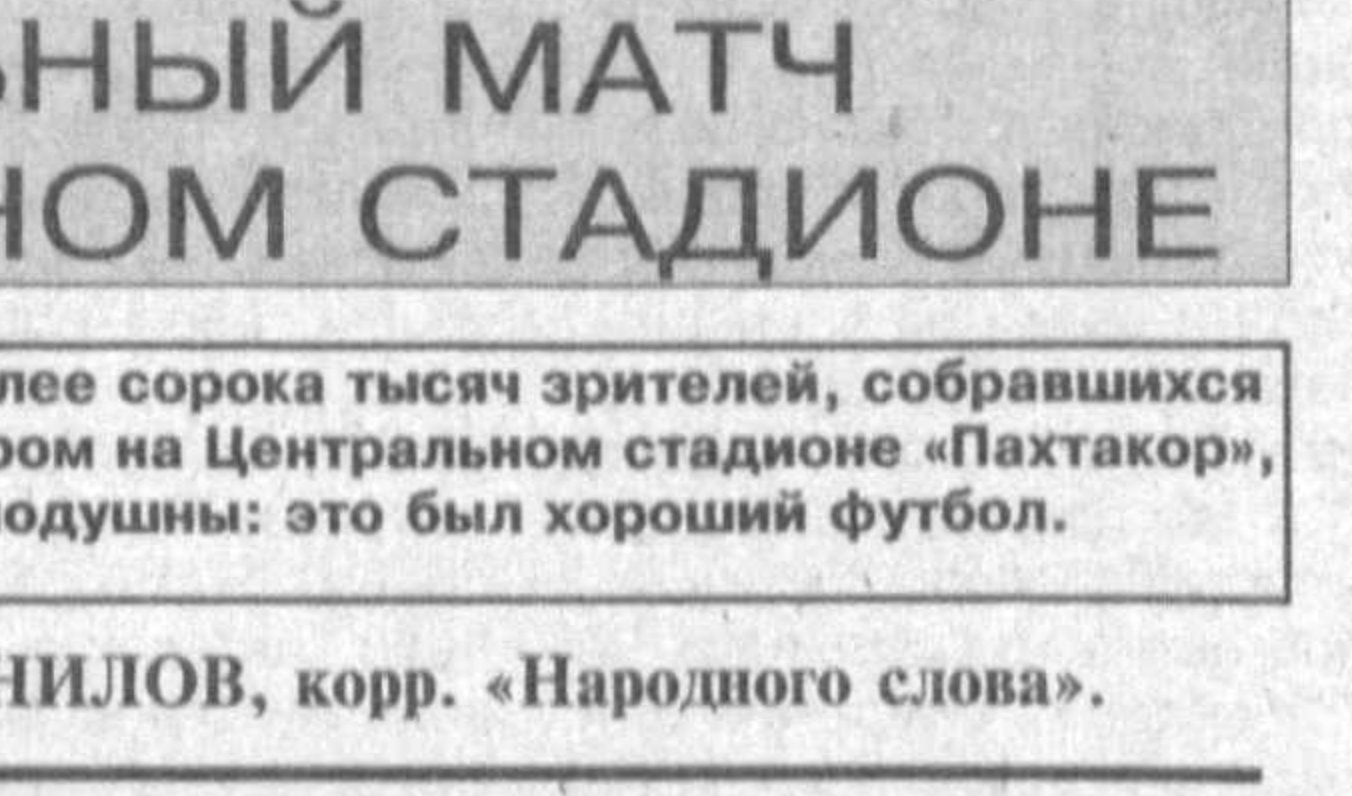 ЬНЫЙ МАТЧ
НОМ СТАДИОНЕ
лее сорока тысяч зрителей, собравшихся
ром на Центральном стадионе «Пахтакор»,
одушны: это был хороший футбол.
НИЛОВ, корр. «Народного слова».